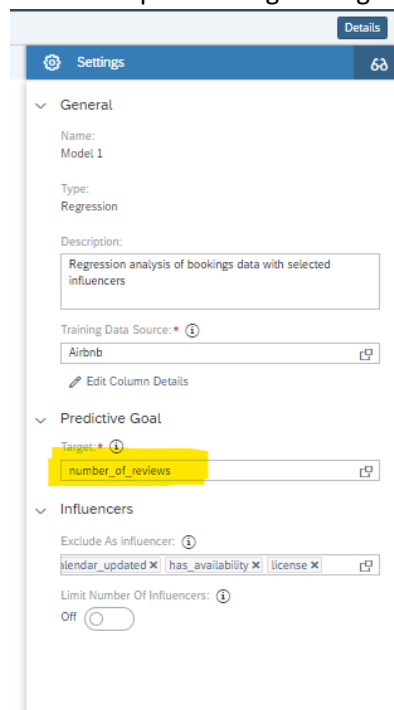 Details
Settings
General
Name:
Model 1
Type:
Regression
Description:
Regression analysis of bookings data with selected
influencers
Training Data Source:*
Airbnb
Edit Column Details
Predictive Goal
Target:*
number_of_reviews
Influencers
Exclude As influencer:
alendar_updated × has_availability × license ×
Limit Number Of Influencers:
Off